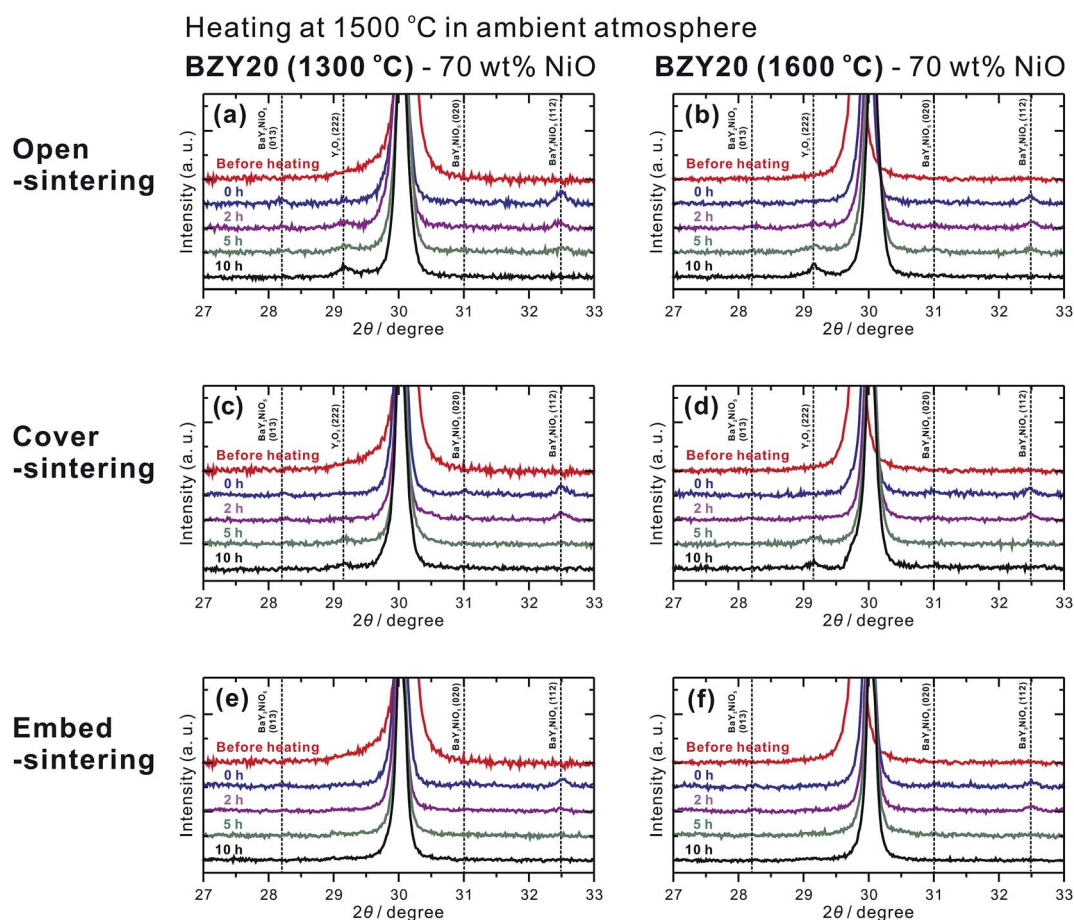 Heating at 1500 °C in ambient atmosphere
BZY20 (1300 °C) - 70 wt% NiO
BZY20 (1600 °C) - 70 wt% NiO
Open
-sintering
Intensity (a. u.)
(a)
BaY₂NiO₅
(013)
Y₂O₃ (222)
BaY₂NiO₅ (020)
BaY₂NiO₅ (112)
Before heating
0 h
2 h
5 h
10 h
27 28 29 30 31 32 33
2θ / degree
Intensity (a. u.)
(b)
BaY₂NiO₅
(013)
Y₂O₃ (222)
BaY₂NiO₅ (020)
BaY₂NiO₅ (112)
Before heating
0 h
2 h
5 h
10 h
27 28 29 30 31 32 33
2θ / degree
Cover
-sintering
Intensity (a. u.)
(c)
BaY₂NiO₅
(013)
Y₂O₃ (222)
BaY₂NiO₅ (020)
BaY₂NiO₅ (112)
Before heating
0 h
2 h
5 h
10 h
27 28 29 30 31 32 33
2θ / degree
Intensity (a. u.)
(d)
BaY₂NiO₅
(013)
Y₂O₃ (222)
BaY₂NiO₅ (020)
BaY₂NiO₅ (112)
Before heating
0 h
2 h
5 h
10 h
27 28 29 30 31 32 33
2θ / degree
Embed
-sintering
Intensity (a. u.)
(e)
BaY₂NiO₅
(013)
BaY₂NiO₅ (020)
BaY₂NiO₅ (112)
Before heating
0 h
2 h
5 h
10 h
27 28 29 30 31 32 33
2θ / degree
Intensity (a. u.)
(f)
BaY₂NiO₅
(013)
BaY₂NiO₅ (020)
BaY₂NiO₅ (112)
Before heating
0 h
2 h
5 h
10 h
27 28 29 30 31 32 33
2θ / degree